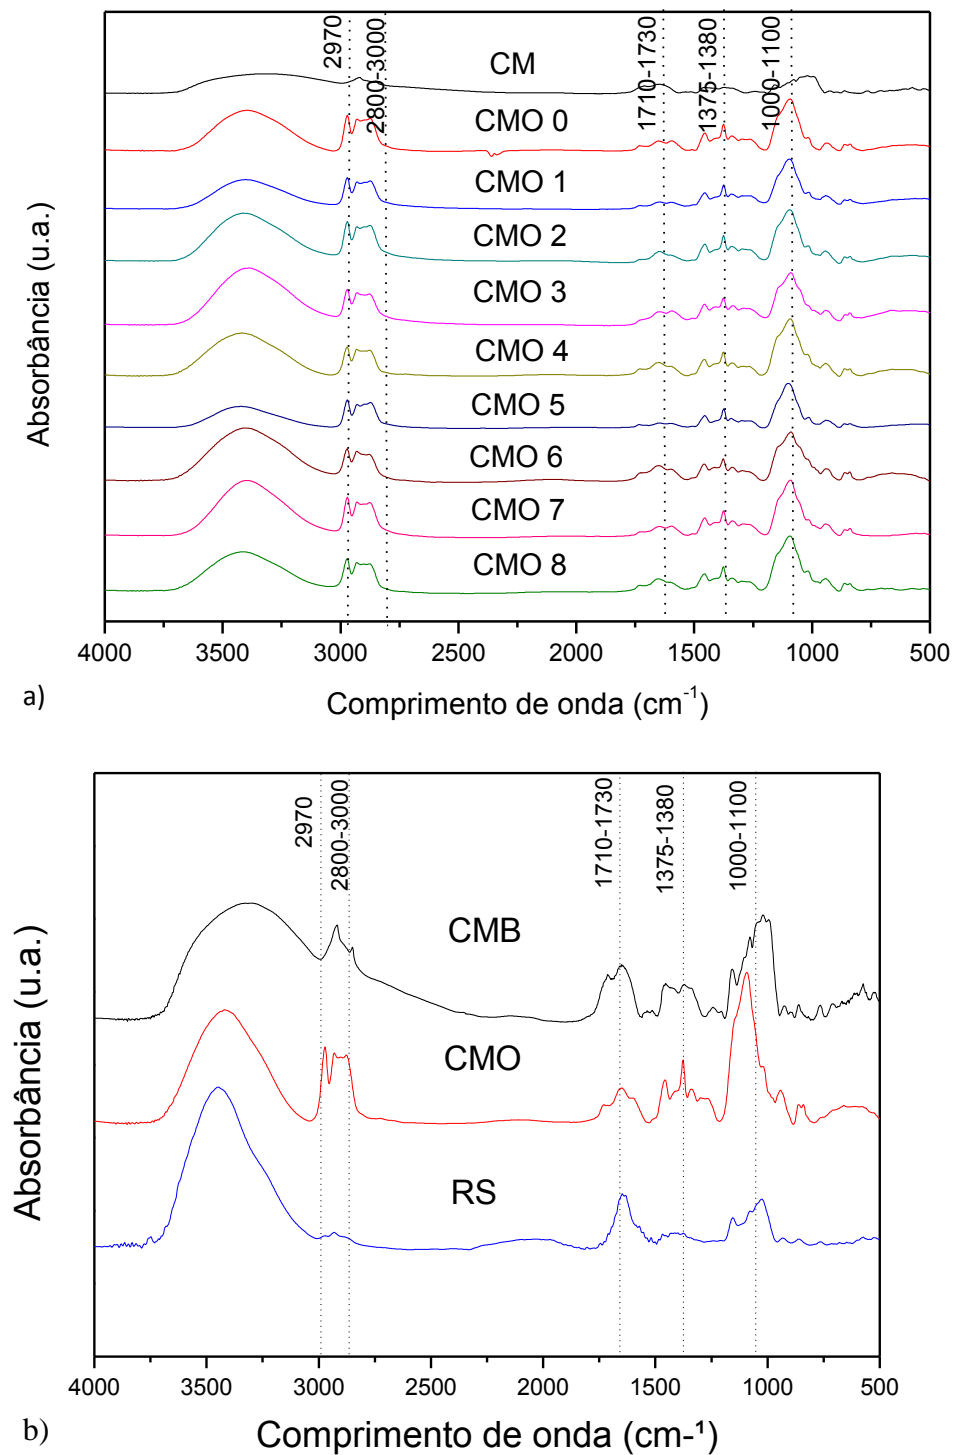 2970
2800-3000
1710-1730
1375-1380
1000-1100
CM
CMO 0
CMO 1
CMO 2
CMO 3
CMO 4
CMO 5
CMO 6
CMO 7
CMO 8
Absorbância (u.a.)
4000 3500 3000 2500 2000 1500 1000 500
a)
Comprimento de onda (cm⁻¹)
2970
2800-3000
1710-1730
1375-1380
1000-1100
CMB
CMO
RS
Absorbância (u.a.)
4000 3500 3000 2500 2000 1500 1000 500
b)
Comprimento de onda (cm-¹)